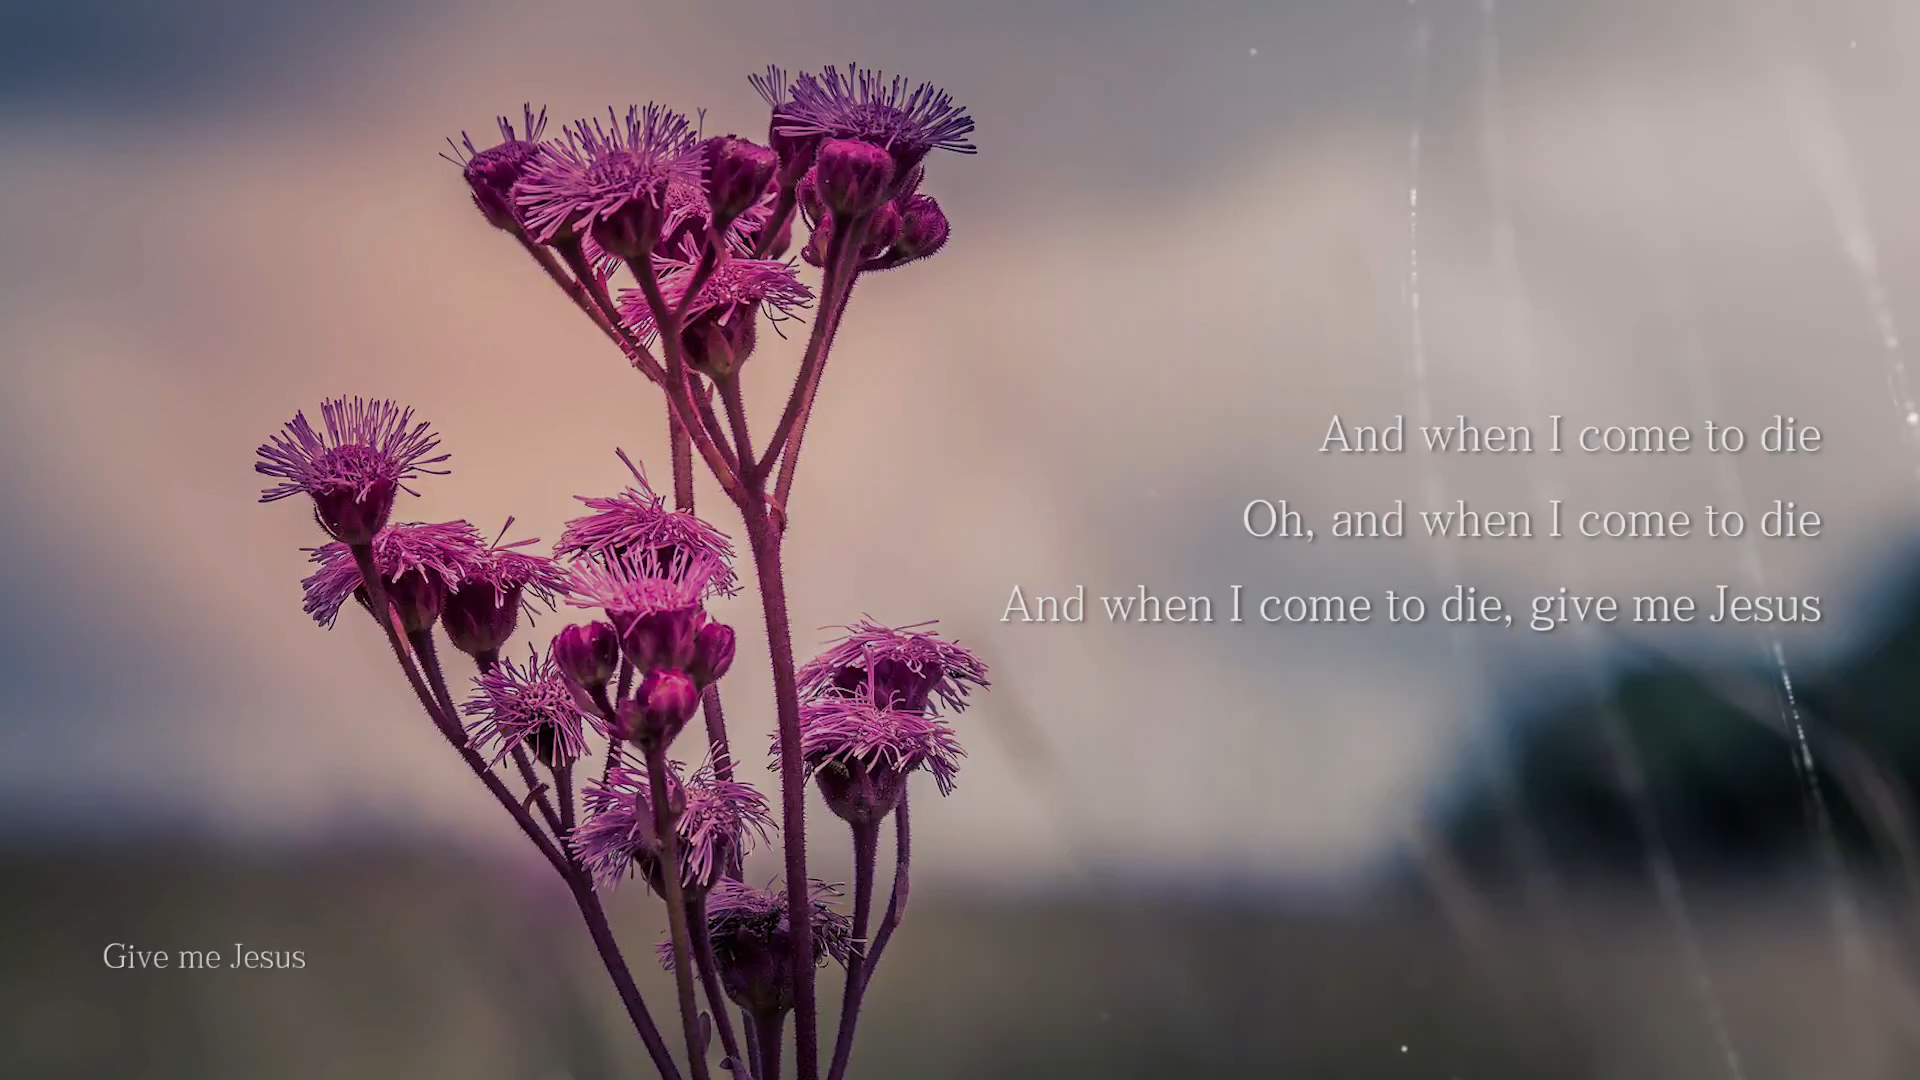 And when I come to die
Oh, and when I come to die
And when I come to die, give me Jesus
Give me Jesus